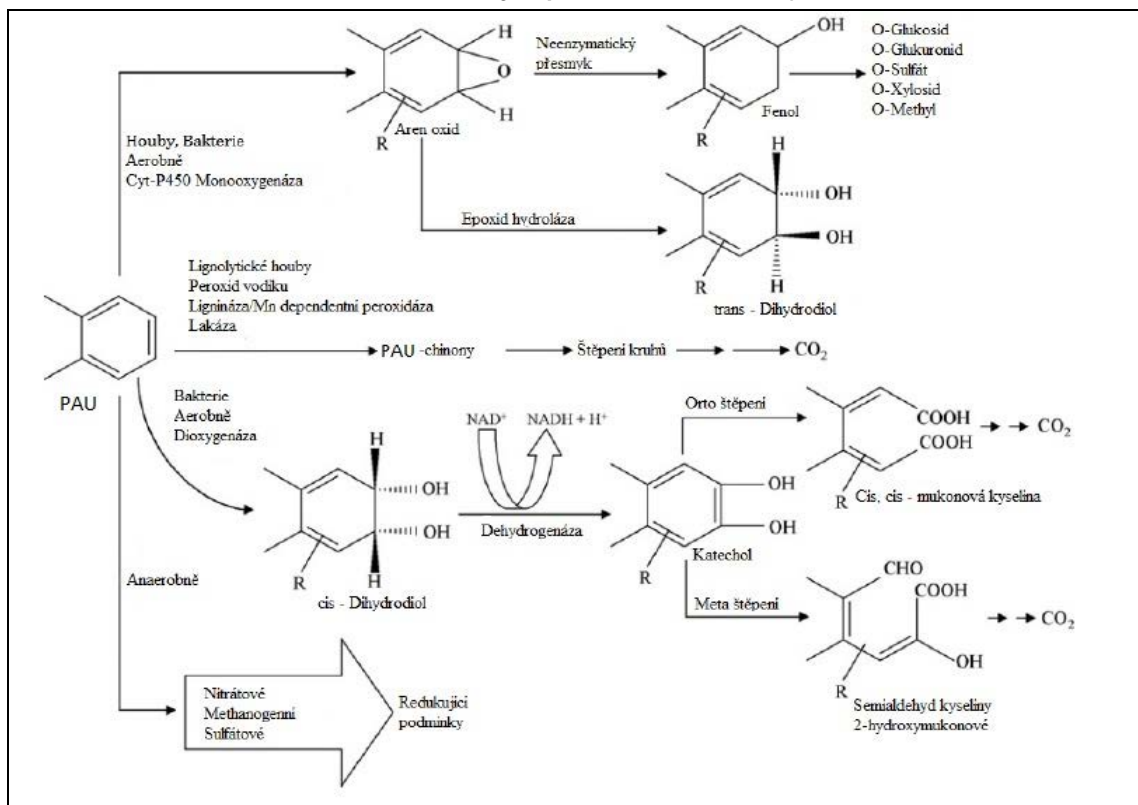 H
O
H
R
Aren oxid
Neenzymatický
přesmyk
OH
R
Fenol
O-Glukosid
O-Glukuronid
O-Sulfát
O-Xylosid
O-Methyl
Houby, Bakterie
Aerobně
Cyt-P450 Monooxygenáza
Epoxid hydroláza
H
OH
OH
R
H
trans - Dihydrodiol
Lignolytické houby
Peroxid vodíku
Lignináza/Mn dependentní peroxidáza
Lakáza
PAU
PAU -chinony
Štěpení kruhů
CO2
Bakterie
Aerobně
Dioxygenáza
H
OH
OH
R
H
cis - Dihydrodiol
NAD+
NADH + H+
Dehydrogenáza
OH
OH
R
Katechol
Orto štěpení
COOH
COOH
R
CO2
Cis, cis - mukonová kyselina
Meta štěpení
CHO
COOH
OH
R
CO2
Semialdehyd kyseliny
2-hydroxymukonové
Anaerobně
Nitrátové
Methanogenní
Sulfátové
Redukující
podmínky